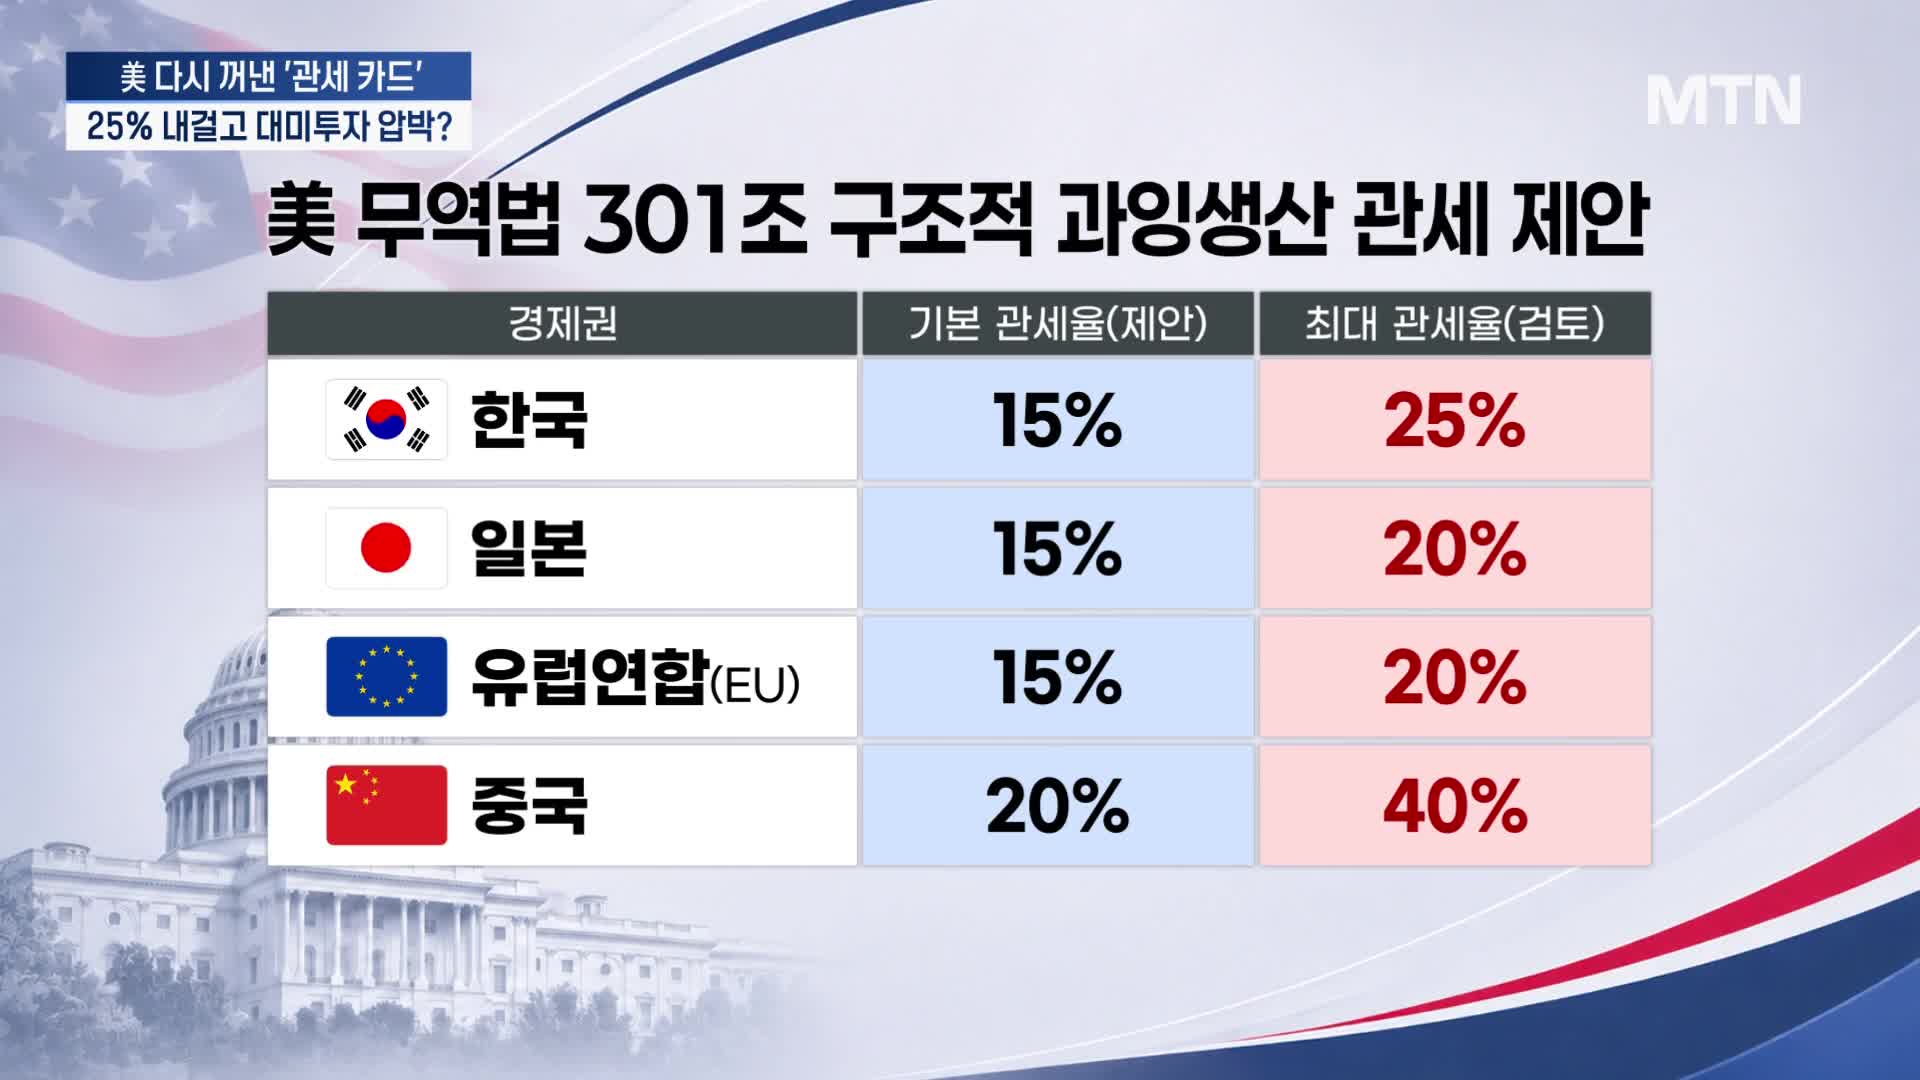 美 다시 꺼낸 '관세 카드'
25% 내걸고 대미투자 압박?
MTN
美 무역법 301조 구조적 과잉생산 관세 제안
경제권 기본 관세율(제안) 최대 관세율(검토)
한국 15% 25%
일본 15% 20%
유럽연합(EU) 15% 20%
중국 20% 40%